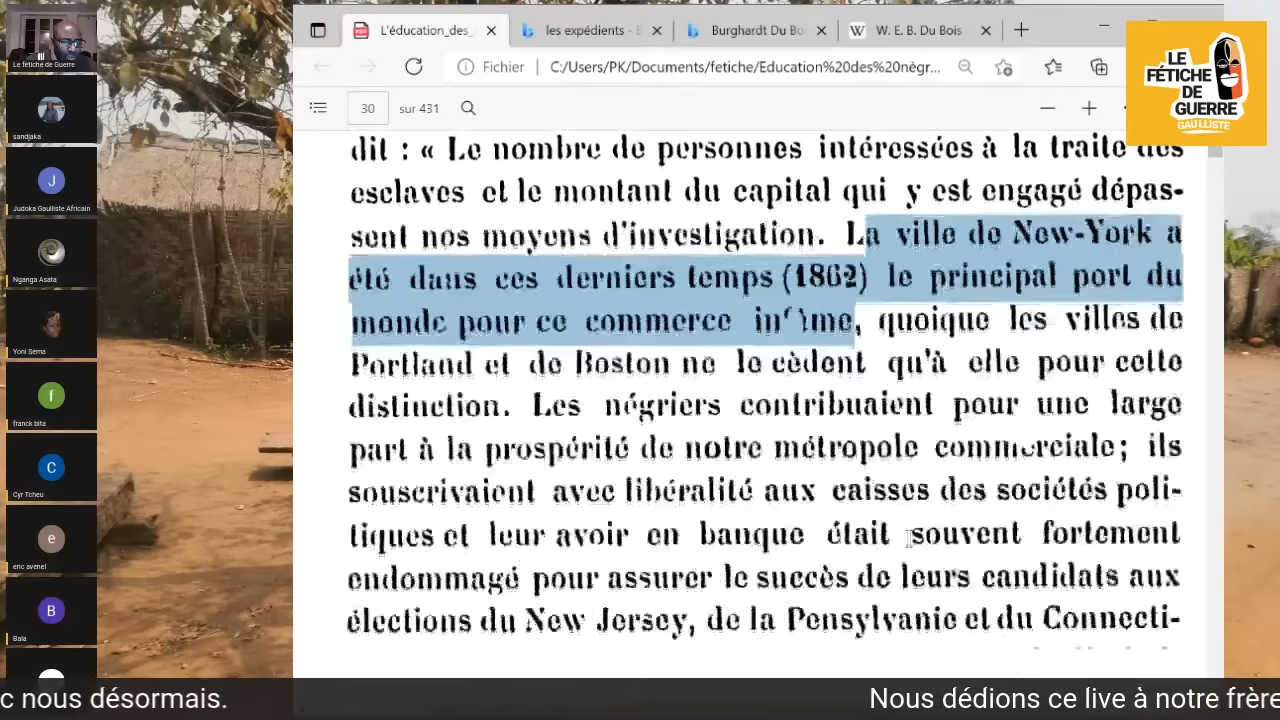 Le fétiche de Guerre
sandjaka
J
Judoka Gaulliste Africain
Nganga Asata
Yoni Séma
f
franck bita
C
Cyr Tcheu
e
eric avenel
B
Bala
L'éducation_des_
les expédients -
Burghardt Du Bo
W
W. E. B. Du Bois
Fichier
C:/Users/PK/Documents/fetiche/Education%20des%20nègr...
30 sur 431
LE
FÉTICHE
DE
GUERRE
GAULLISTE
dit : « Le nombre de personnes intéressées à la traite des
esclaves et le montant du capital qui y est engagé dépas-
sent nos moyens d'investigation. La ville de New-York a
été dans ces derniers temps (1862) le principal port du
monde pour ce commerce infâme, quoique les villes de
Portland et de Boston ne le cèdent qu'à elle pour cette
distinction. Les négriers contribuaient pour une large
part à la prospérité de notre métropole commerciale; ils
souscrivaient avec libéralité aux caisses des sociétés poli-
tiques et leur avoir en banque était souvent fortement
endommagé pour assurer le succès de leurs candidats aux
élections du New Jersey, de la Pensylvanie et du Connecti-
c nous désormais.
Nous dédions ce live à notre frère